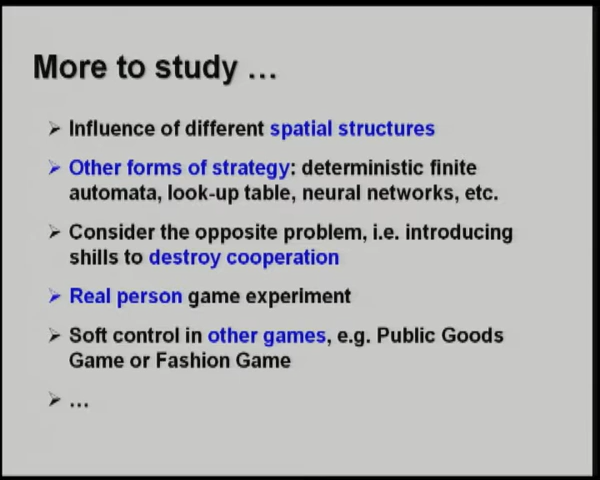 More to study ...
➢ Influence of different spatial structures
➢ Other forms of strategy: deterministic finite
automata, look-up table, neural networks, etc.
➢ Consider the opposite problem, i.e. introducing
shills to destroy cooperation
➢ Real person game experiment
➢ Soft control in other games, e.g. Public Goods
Game or Fashion Game
➢ ...